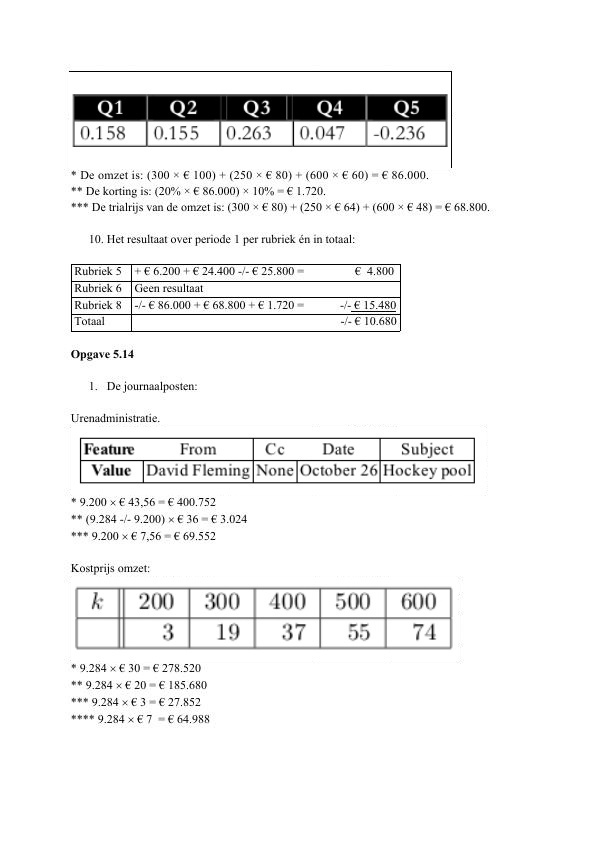 Q1 Q2 Q3 Q4 Q5
0.158 0.155 0.263 0.047 -0.236
* De omzet is: (300 × € 100) + (250 × € 80) + (600 × € 60) = € 86.000.
** De korting is: (20% × € 86.000) × 10% = € 1.720.
*** De trialrijs van de omzet is: (300 × € 80) + (250 × € 64) + (600 × € 48) = € 68.800.
10. Het resultaat over periode 1 per rubriek én in totaal:
Rubriek 5 + € 6.200 + € 24.400 -/- € 25.800 = € 4.800
Rubriek 6 Geen resultaat
Rubriek 8 -/- € 86.000 + € 68.800 + € 1.720 = -/- € 15.480
Totaal -/- € 10.680
Opgave 5.14
1. De journaalposten:
Urenadministratie.
Feature From Cc Date Subject
Value David Fleming None October 26 Hockey pool
* 9.200 × € 43,56 = € 400.752
** (9.284 -/- 9.200) × € 36 = € 3.024
*** 9.200 × € 7,56 = € 69.552
Kostprijs omzet:
k 200 300 400 500 600
3 19 37 55 74
* 9.284 × € 30 = € 278.520
** 9.284 × € 20 = € 185.680
*** 9.284 × € 3 = € 27.852
**** 9.284 × € 7 = € 64.988